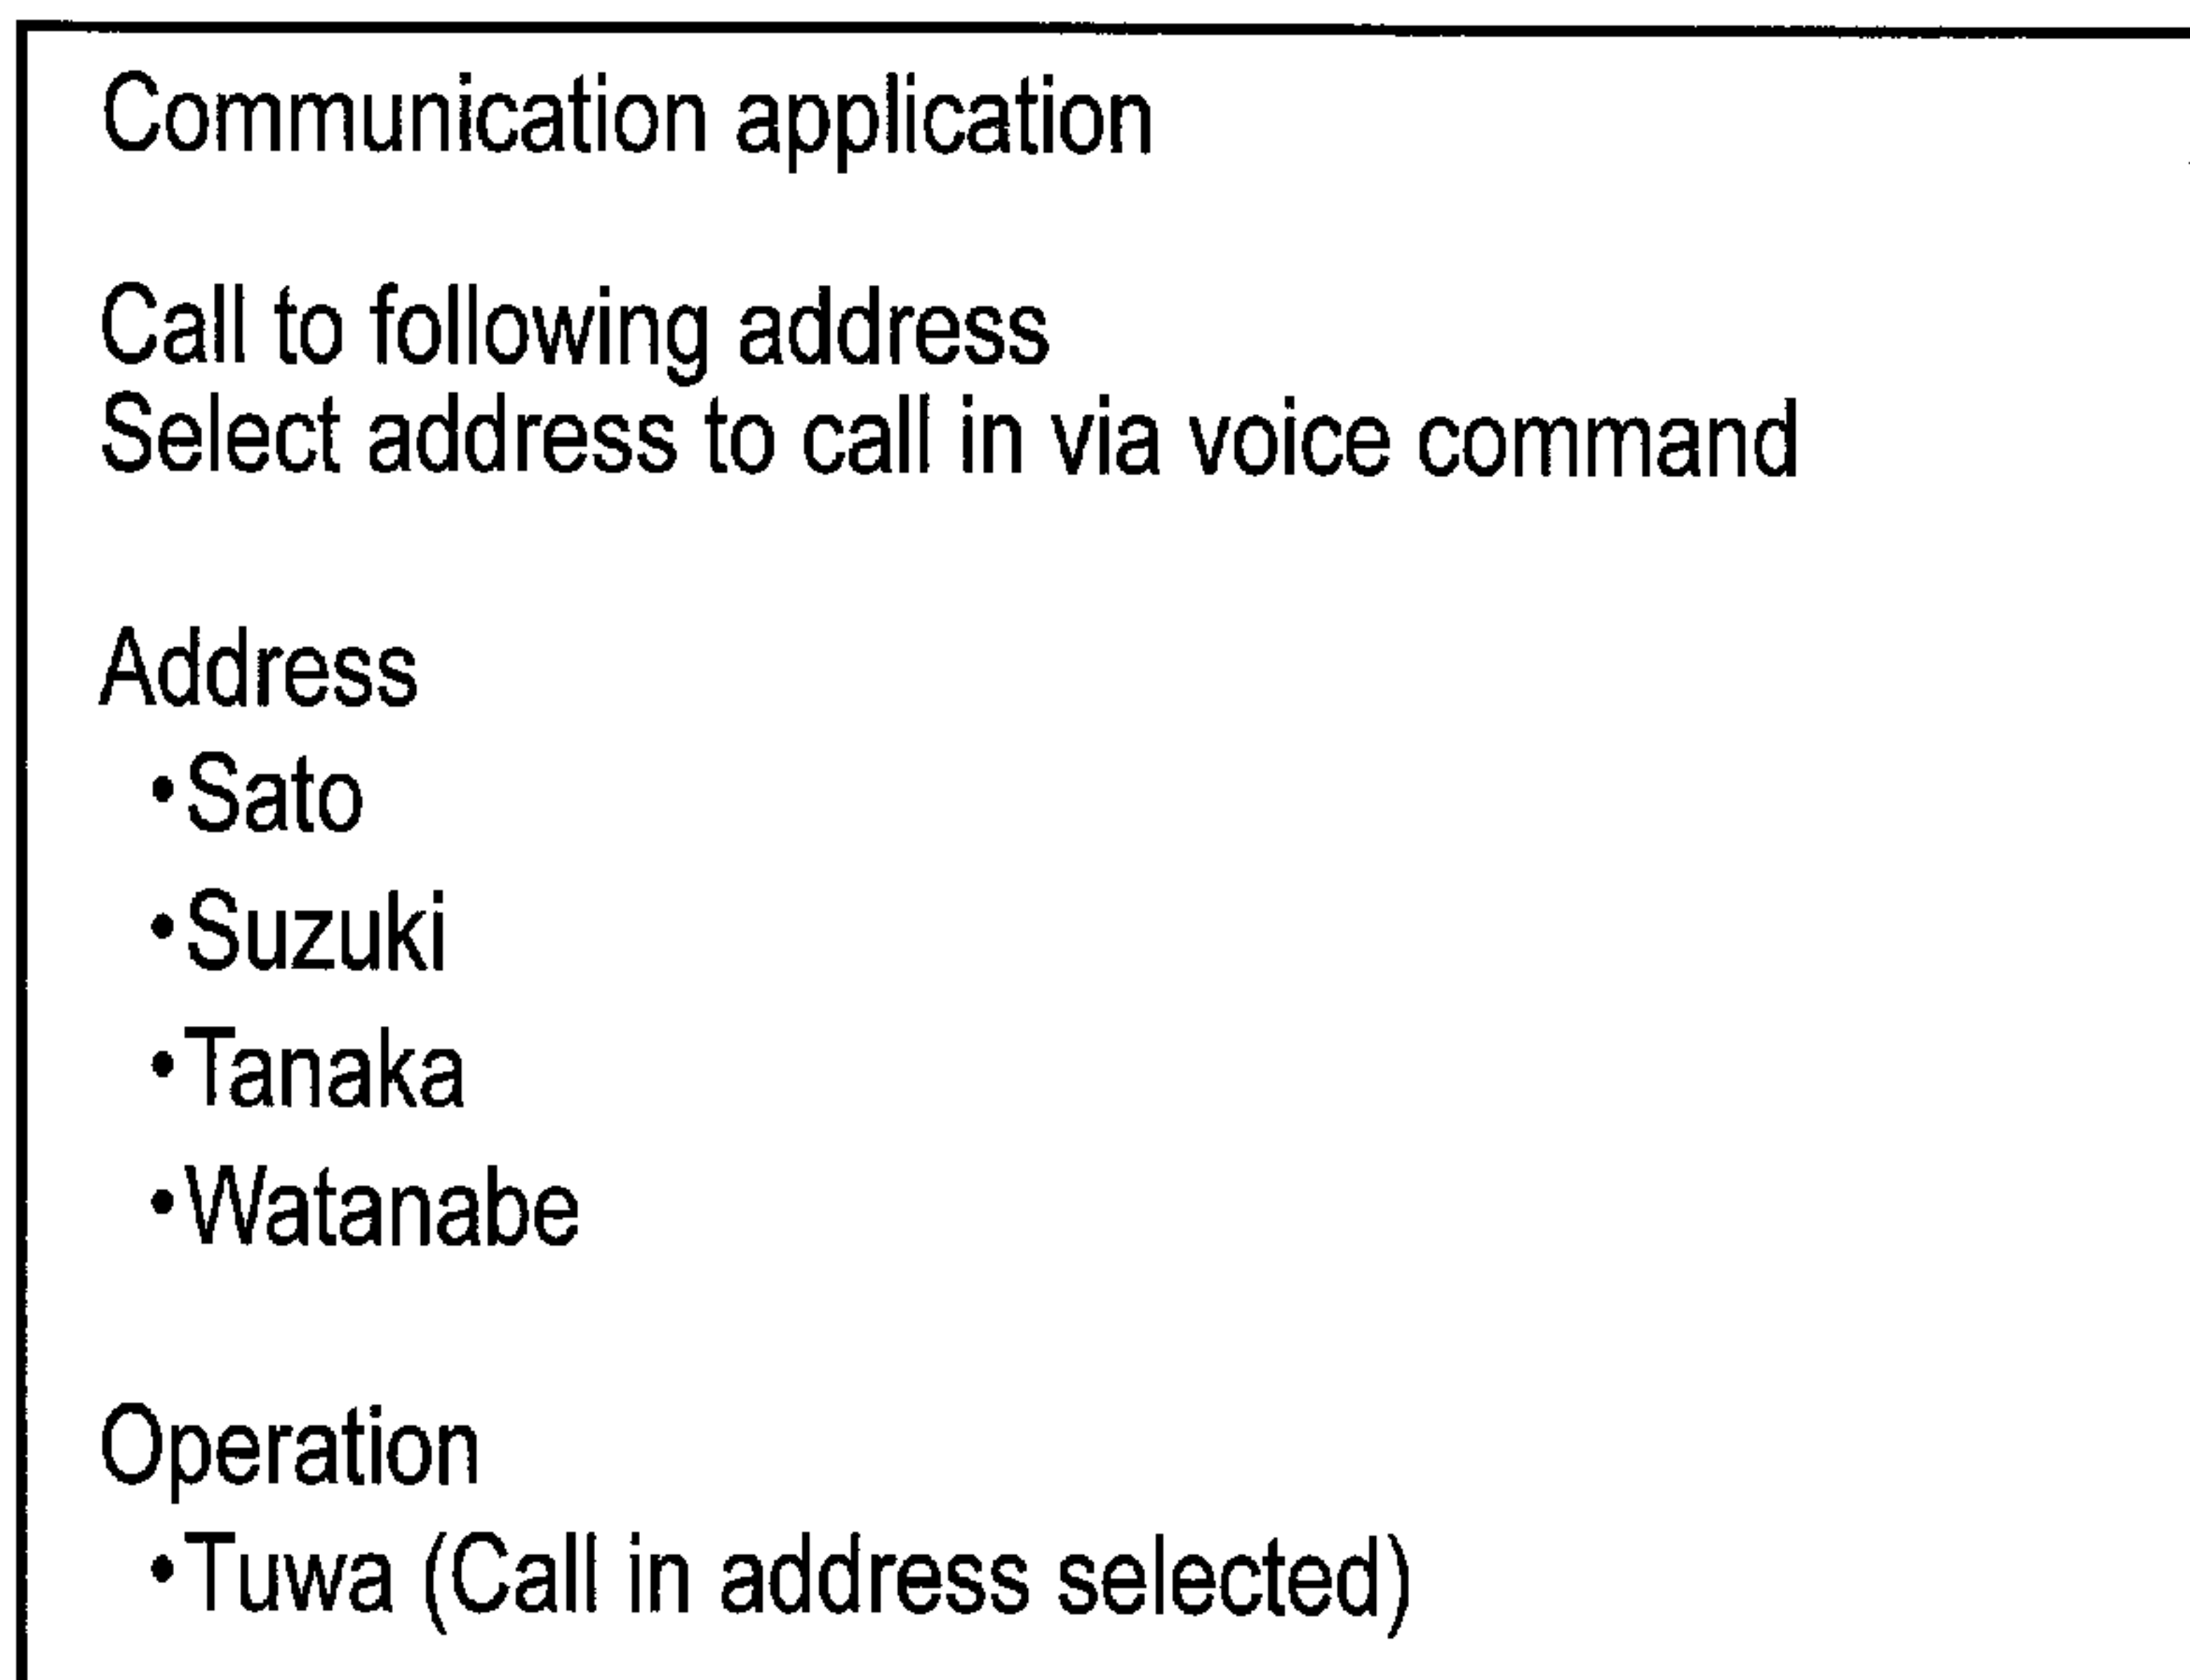 Communication application
Call to following address
Select address to call in via voice command
Address
•Sato
•Suzuki
•Tanaka
•Watanabe
Operation
•Tuwa (Call in address selected)